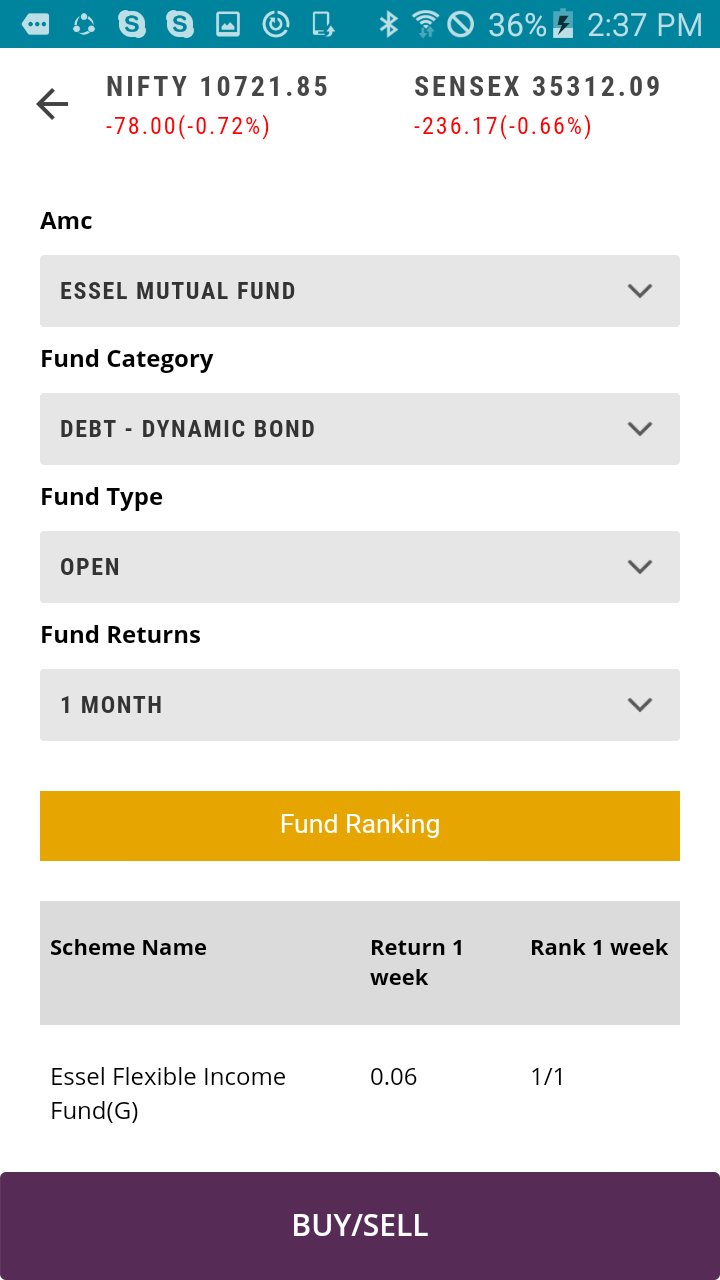 36% 2:37 PM
NIFTY 10721.85 SENSEX 35312.09
-78.00(-0.72%) -236.17(-0.66%)
Amc
ESSEL MUTUAL FUND
Fund Category
DEBT - DYNAMIC BOND
Fund Type
OPEN
Fund Returns
1 MONTH
Fund Ranking
Scheme Name Return 1 Rank 1 week
week
Essel Flexible Income 0.06 1/1
Fund(G)
BUY/SELL